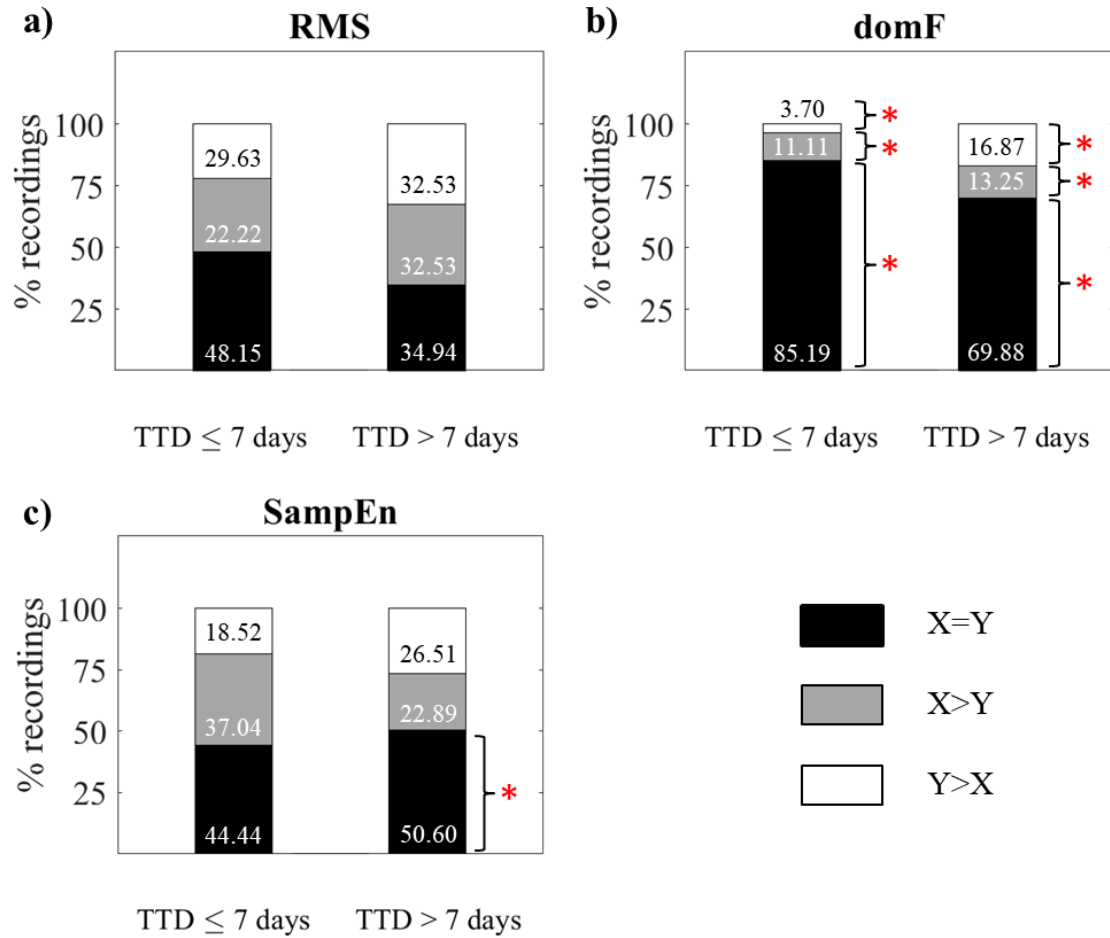 a)
RMS
% recordings
100
75
50
25
29.63
22.22
48.15
32.53
32.53
34.94
TTD ≤ 7 days
TTD > 7 days
b)
domF
% recordings
100
75
50
25
3.70
*
11.11
*
*
85.19
16.87
*
13.25
*
*
69.88
TTD ≤ 7 days
TTD > 7 days
c)
SampEn
% recordings
100
75
50
25
18.52
37.04
44.44
26.51
22.89
*
50.60
TTD ≤ 7 days
TTD > 7 days
X=Y
X>Y
Y>X